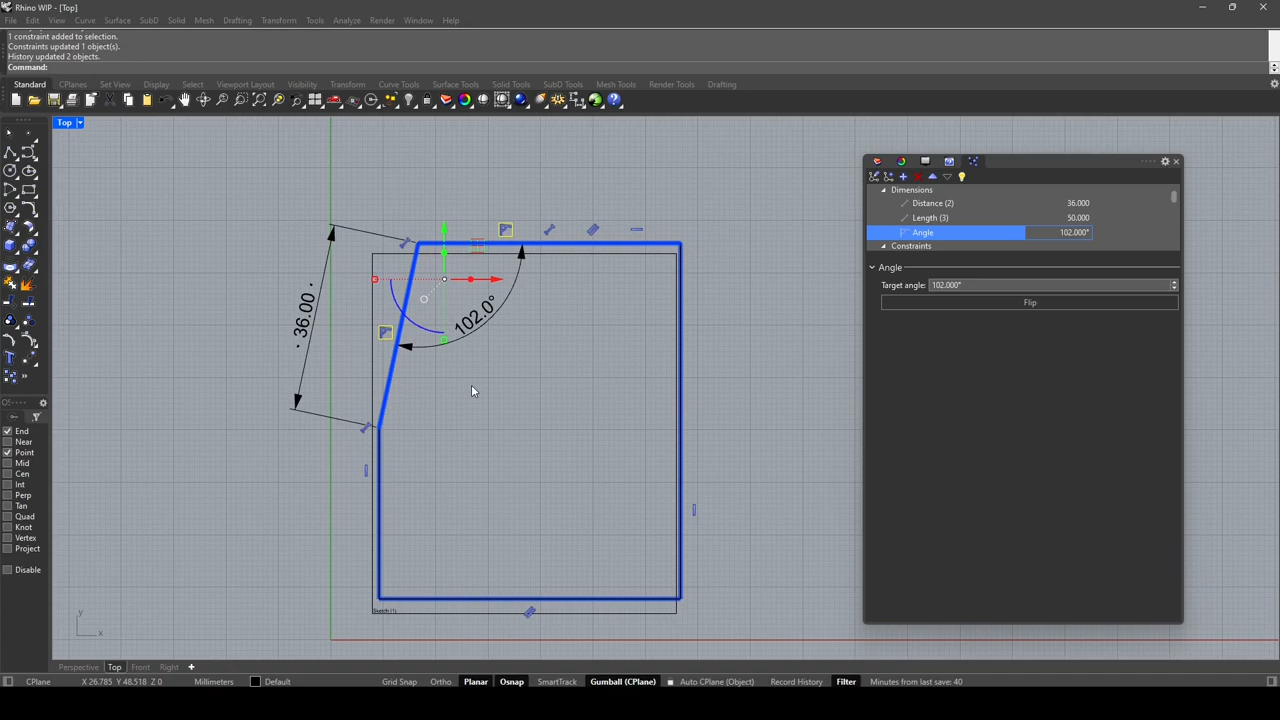 Rhino WIP - [Top]
File Edit View Curve Surface SubD Solid Mesh Drafting Transform Tools Analyze Render Window Help
1 constraint added to selection.
Constraints updated 1 object(s).
History updated 2 objects.
Command:
Standard CPlanes Set View Display Select Viewport Layout Visibility Transform Curve Tools Surface Tools Solid Tools SubD Tools Mesh Tools Render Tools Drafting
Top
Dimensions
Distance (2) 36.000
Length (3) 50.000
Angle 102.000°
Constraints
Angle
Target angle: 102.000°
Flip
36.00
102.0°
End
Near
Point
Mid
Cen
Int
Perp
Tan
Quad
Knot
Vertex
Project
Disable
Sketch (1)
y
x
Perspective Top Front Right
CPlane X 26.785 Y 48.518 Z 0 Millimeters Default Grid Snap Ortho Planar Osnap SmartTrack Gumball (CPlane) Auto CPlane (Object) Record History Filter Minutes from last save: 40